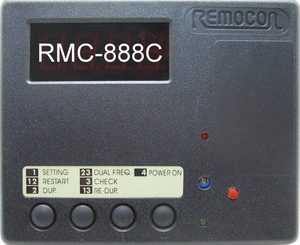 REMOCON
RMC-888C
1 SETTING 23 DUAL FREQ. 4 POWER ON
12 RESTART 3 CHECK
2 DUP. 13 RE-DUP.